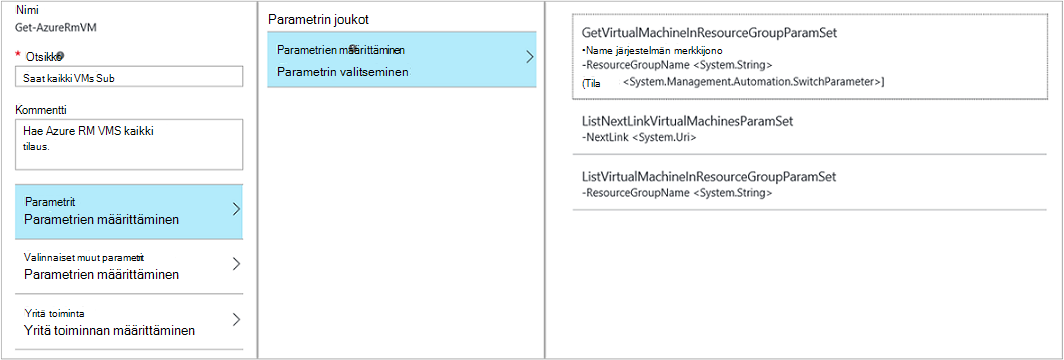 Nimi
Get-AzureRmVM
* Otsikko
Saat kaikki VMs Sub
Kommentti
Hae Azure RM VMS kaikki
tilaus.
Parametrit
Parametrien määrittäminen
Valinnaiset muut parametrit
Parametrien määrittäminen
Yritä toiminta
Yritä toiminnan määrittäminen
Parametrin joukot
Parametrien määrittäminen
Parametrin valitseminen
GetVirtualMachineInResourceGroupParamSet
•Name järjestelmän merkkijono
-ResourceGroupName <System.String>
(Tila <System.Management.Automation.SwitchParameter>]
ListNextLinkVirtualMachinesParamSet
-NextLink <System.Uri>
ListVirtualMachineInResourceGroupParamSet
-ResourceGroupName <System.String>